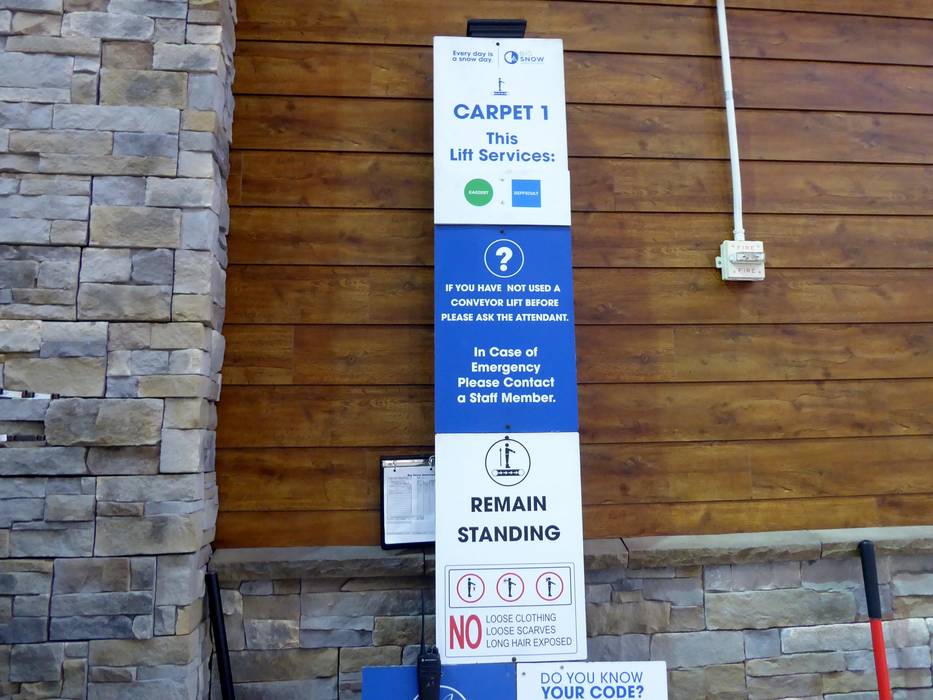 Every day is
a snow day.
BIG
SNOW
CARPET 1
This
Lift Services:
EASIEST
DIFFICULT
FIRE
FIRE
?
IF YOU HAVE NOT USED A
CONVEYOR LIFT BEFORE
PLEASE ASK THE ATTENDANT.
In Case of
Emergency
Please Contact
a Staff Member.
REMAIN
STANDING
NO
LOOSE CLOTHING
LOOSE SCARVES
LONG HAIR EXPOSED
DO YOU KNOW
YOUR CODE?